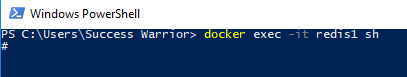 Windows PowerShell
PS C:\Users\Success Warrior> docker exec -it redis1 sh
#